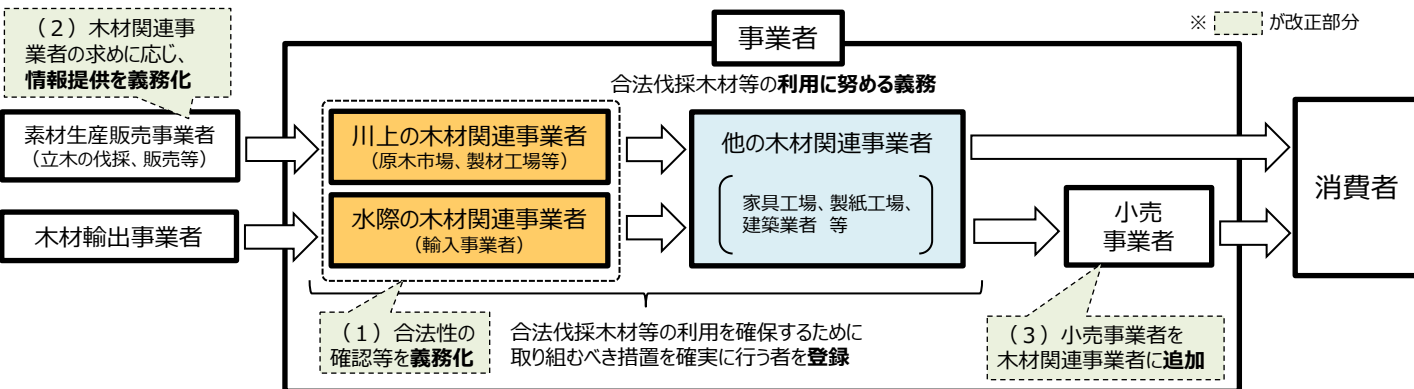 （２）木材関連事
業者の求めに応じ、
情報提供を義務化
事業者
※ が改正部分
合法伐採木材等の利用に努める義務
素材生産販売事業者
（立木の伐採、販売等）
川上の木材関連事業者
（原木市場、製材工場等）
他の木材関連事業者
家具工場、製紙工場、
建築業者 等
消費者
木材輸出事業者
水際の木材関連事業者
（輸入事業者）
小売
事業者
（１）合法性の
確認等を義務化
合法伐採木材等の利用を確保するために
取り組むべき措置を確実に行う者を登録
（３）小売事業者を
木材関連事業者に追加